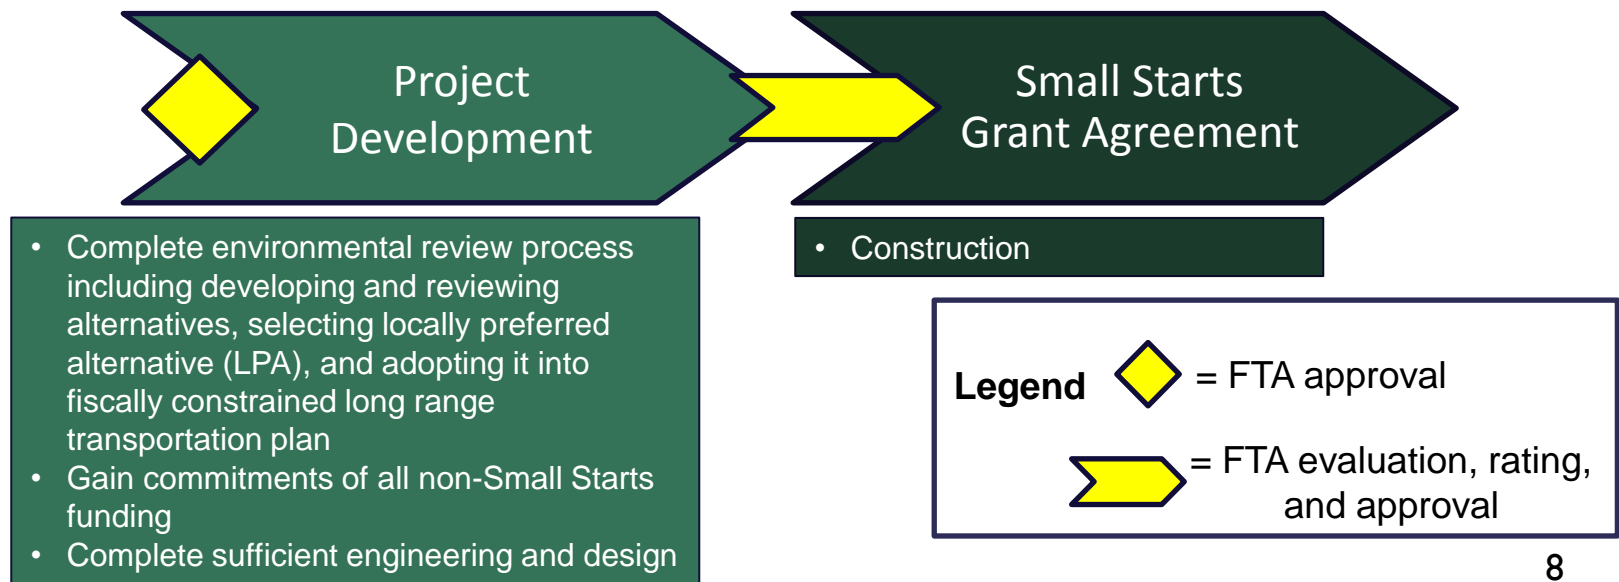 Project
Development
Small Starts
Grant Agreement
• Complete environmental review process
including developing and reviewing
alternatives, selecting locally preferred
alternative (LPA), and adopting it into
fiscally constrained long range
transportation plan
• Gain commitments of all non-Small Starts
funding
• Complete sufficient engineering and design
• Construction
Legend
= FTA approval
= FTA evaluation, rating,
and approval
8